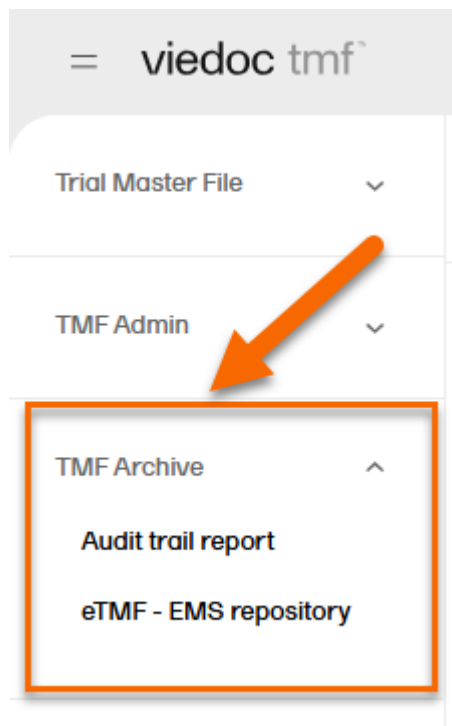 viedoc tmf
Trial Master File
TMF Admin
TMF Archive
Audit trail report
eTMF - EMS repository